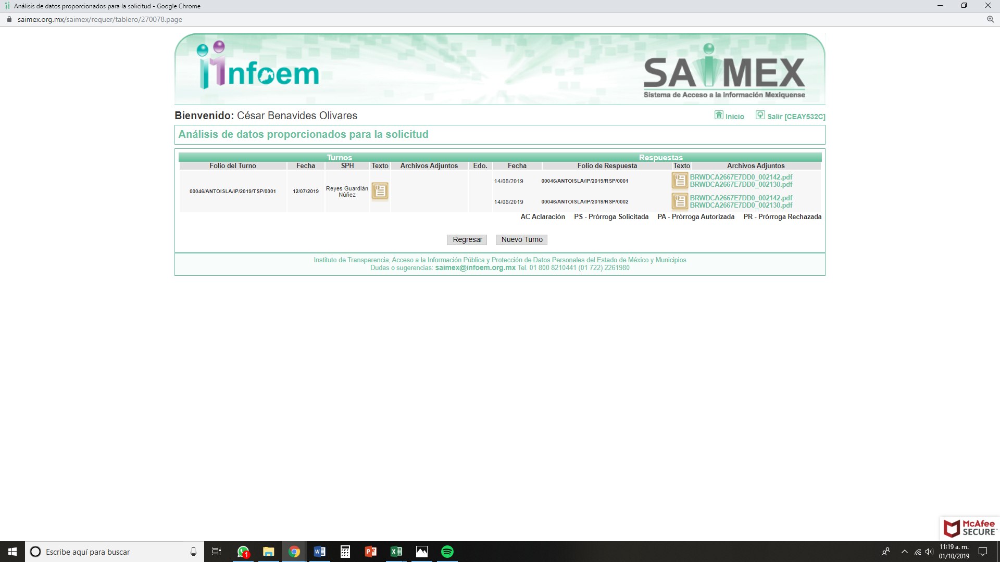 Análisis de datos proporcionados para la solicitud - Google Chrome
saimex.org.mx/saimex/requer/tablero/270078.page
infoem
SAIMEX
Sistema de Acceso a la Información Mexiquense
Bienvenido: César Benavides Olivares
Inicio Salir [CEAY532C]
Análisis de datos proporcionados para la solicitud
Turnos Respuestas
Folio del Turno Fecha SPH Texto Archivos Adjuntos Edo. Fecha Folio de Respuesta Texto Archivos Adjuntos
00046/ANTOISLA/IP/2019/TSP/0001 12/07/2019 Reyes Guardián Núñez
14/08/2019 00046/ANTOISLA/IP/2019/RSP/0001 BRWDCA2667E7DD0_002142.pdf
BRWDCA2667E7DD0_002130.pdf
14/08/2019 00046/ANTOISLA/IP/2019/RSP/0002 BRWDCA2667E7DD0_002142.pdf
BRWDCA2667E7DD0_002130.pdf
AC Aclaración PS - Prórroga Solicitada PA - Prórroga Autorizada PR - Prórroga Rechazada
Regresar Nuevo Turno
Instituto de Transparencia, Acceso a la Información Pública y Protección de Datos Personales del Estado de México y Municipios
Dudas o sugerencias: saimex@infoem.org.mx Tel. 01 800 8210441 (01 722) 2261980
McAfee
SECURE
Escribe aquí para buscar
1
11:19 a. m.
01/10/2019